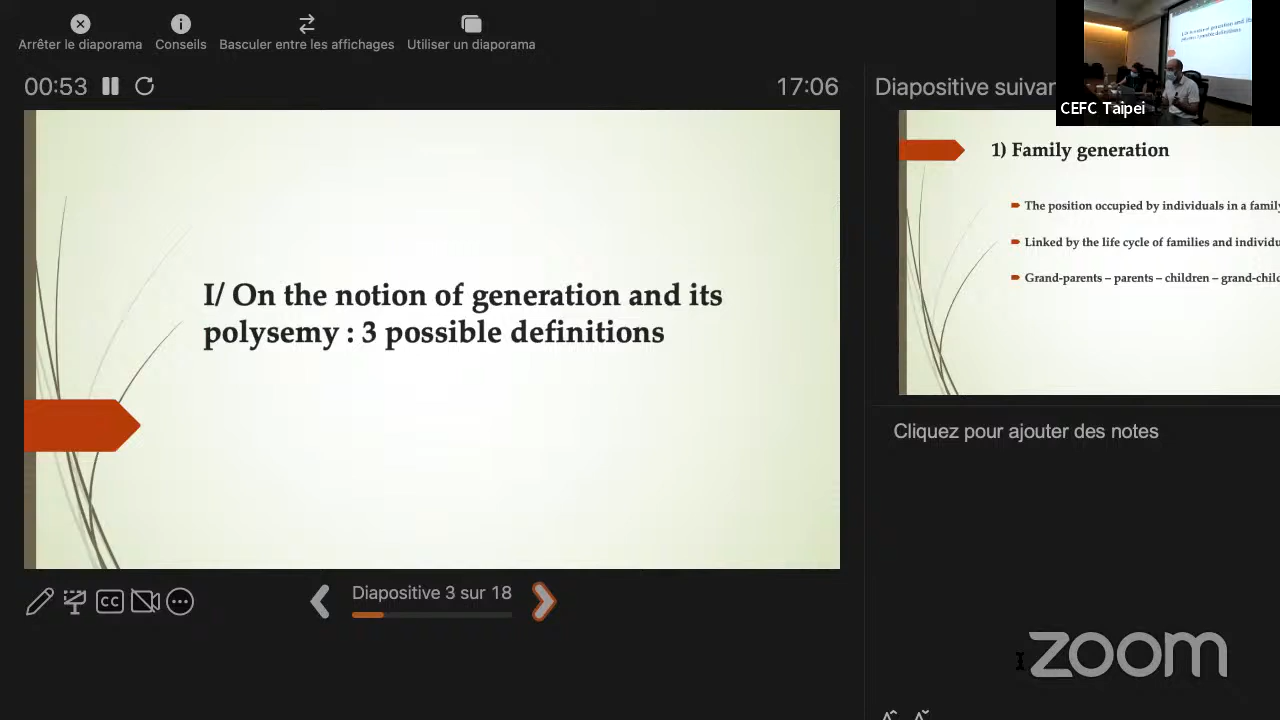 Arrêter le diaporama
Conseils
Basculer entre les affichages
Utiliser un diaporama
00:53
17:06
Diapositive suivan
CEFC Taipei
I/ On the notion of generation and its
polysemy : 3 possible definitions
1) Family generation
The position occupied by individuals in a family
Linked by the life cycle of families and individu
Grand-parents – parents – children – grand-child
Cliquez pour ajouter des notes
CC
Diapositive 3 sur 18
zoom